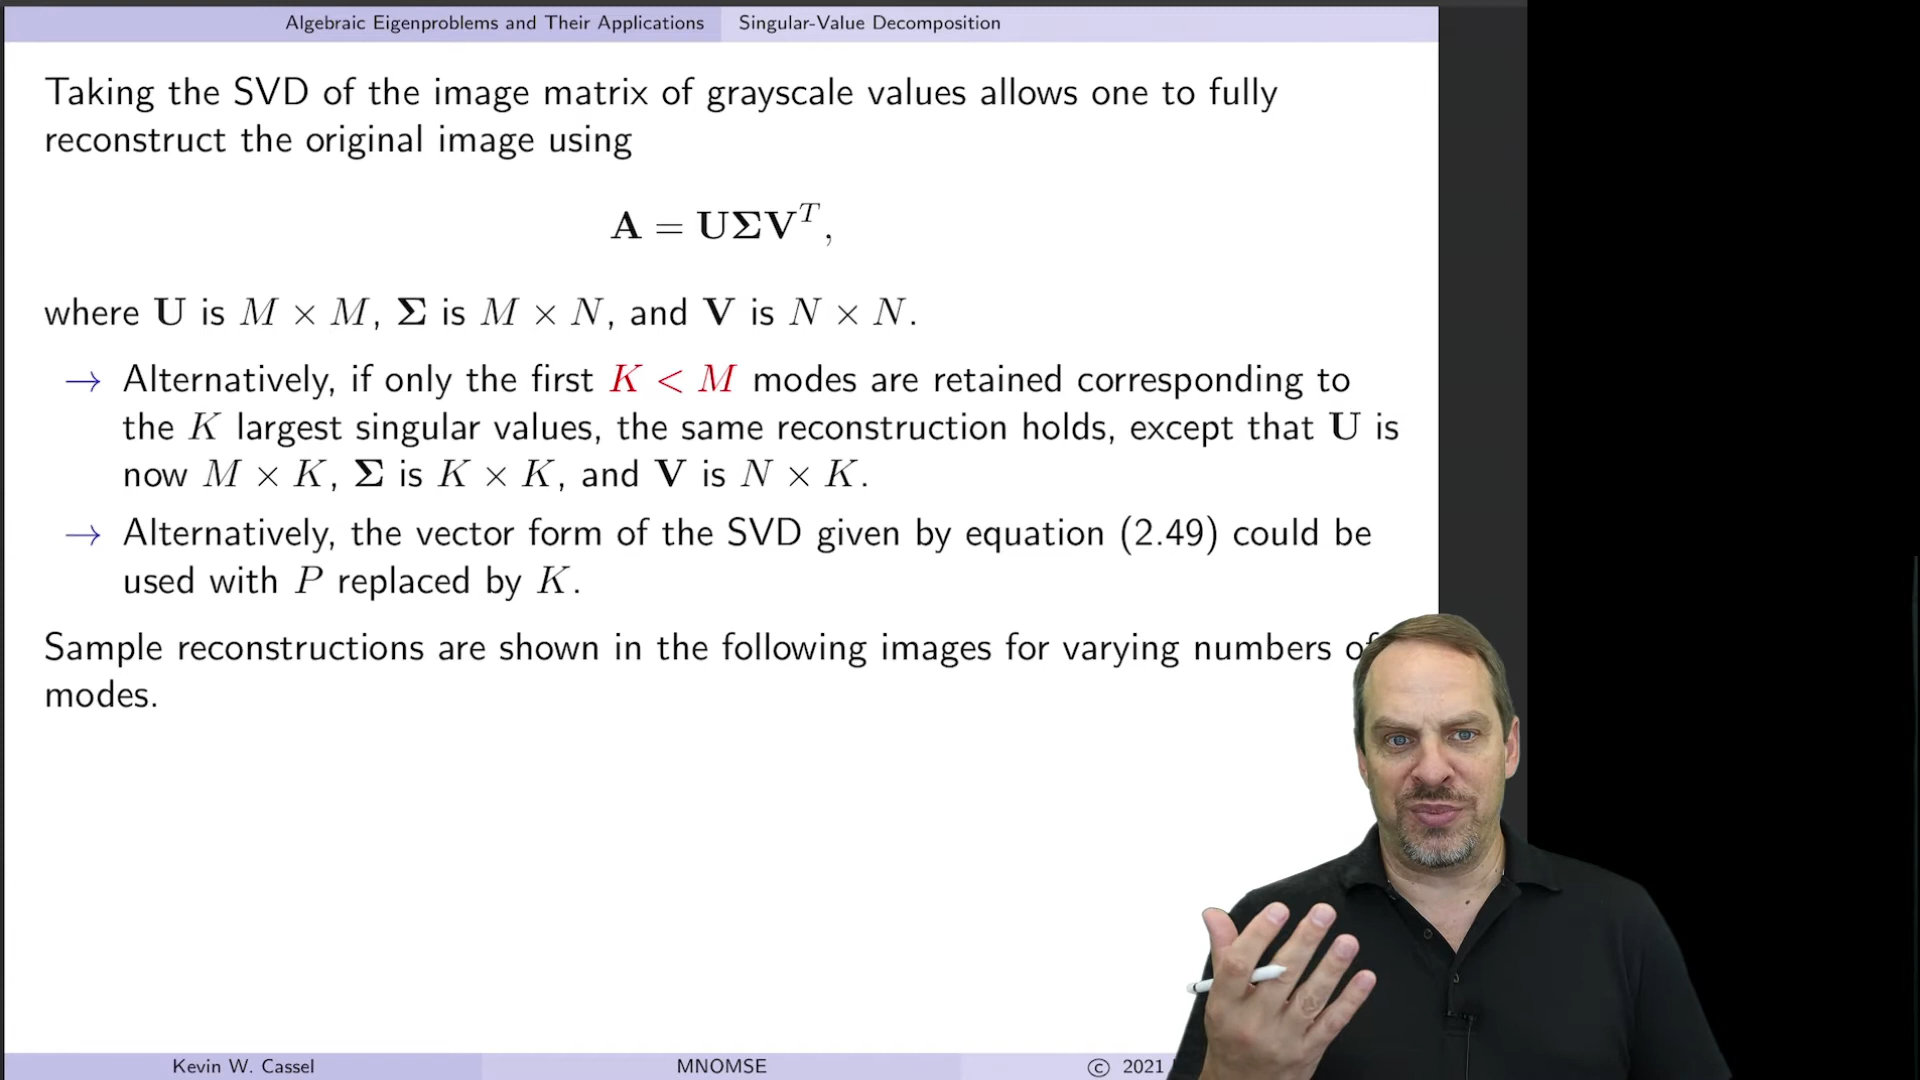 Algebraic Eigenproblems and Their Applications Singular-Value Decomposition
Taking the SVD of the image matrix of grayscale values allows one to fully
reconstruct the original image using
A = UΣV^T,
where U is M × M, Σ is M × N, and V is N × N.
→ Alternatively, if only the first K < M modes are retained corresponding to
the K largest singular values, the same reconstruction holds, except that U is
now M × K, Σ is K × K, and V is N × K.
→ Alternatively, the vector form of the SVD given by equation (2.49) could be
used with P replaced by K.
Sample reconstructions are shown in the following images for varying numbers of
modes.
Kevin W. Cassel MNOMSE © 2021